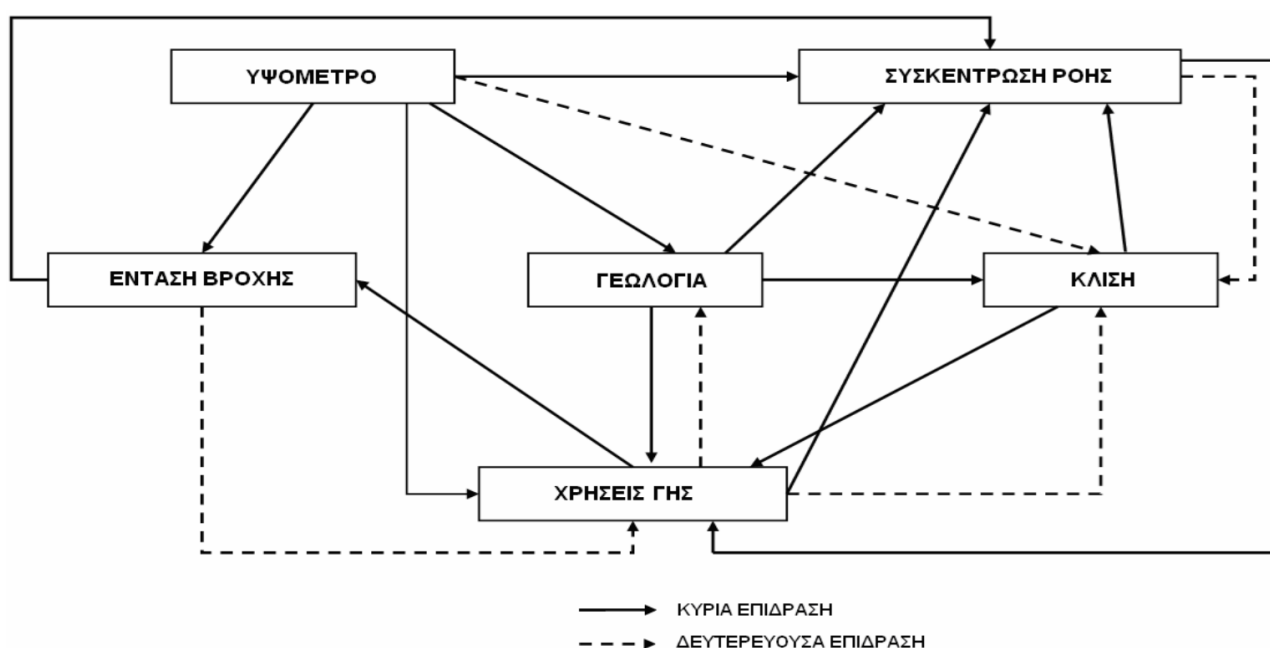 ΥΨΟΜΕΤΡΟ
ΣΥΣΚΕΝΤΡΩΣΗ ΡΟΗΣ
ΕΝΤΑΣΗ ΒΡΟΧΗΣ
ΓΕΩΛΟΓΙΑ
ΚΛΙΣΗ
ΧΡΗΣΕΙΣ ΓΗΣ
ΚΥΡΙΑ ΕΠΙΔΡΑΣΗ
ΔΕΥΤΕΡΕΥΟΥΣΑ ΕΠΙΔΡΑΣΗ